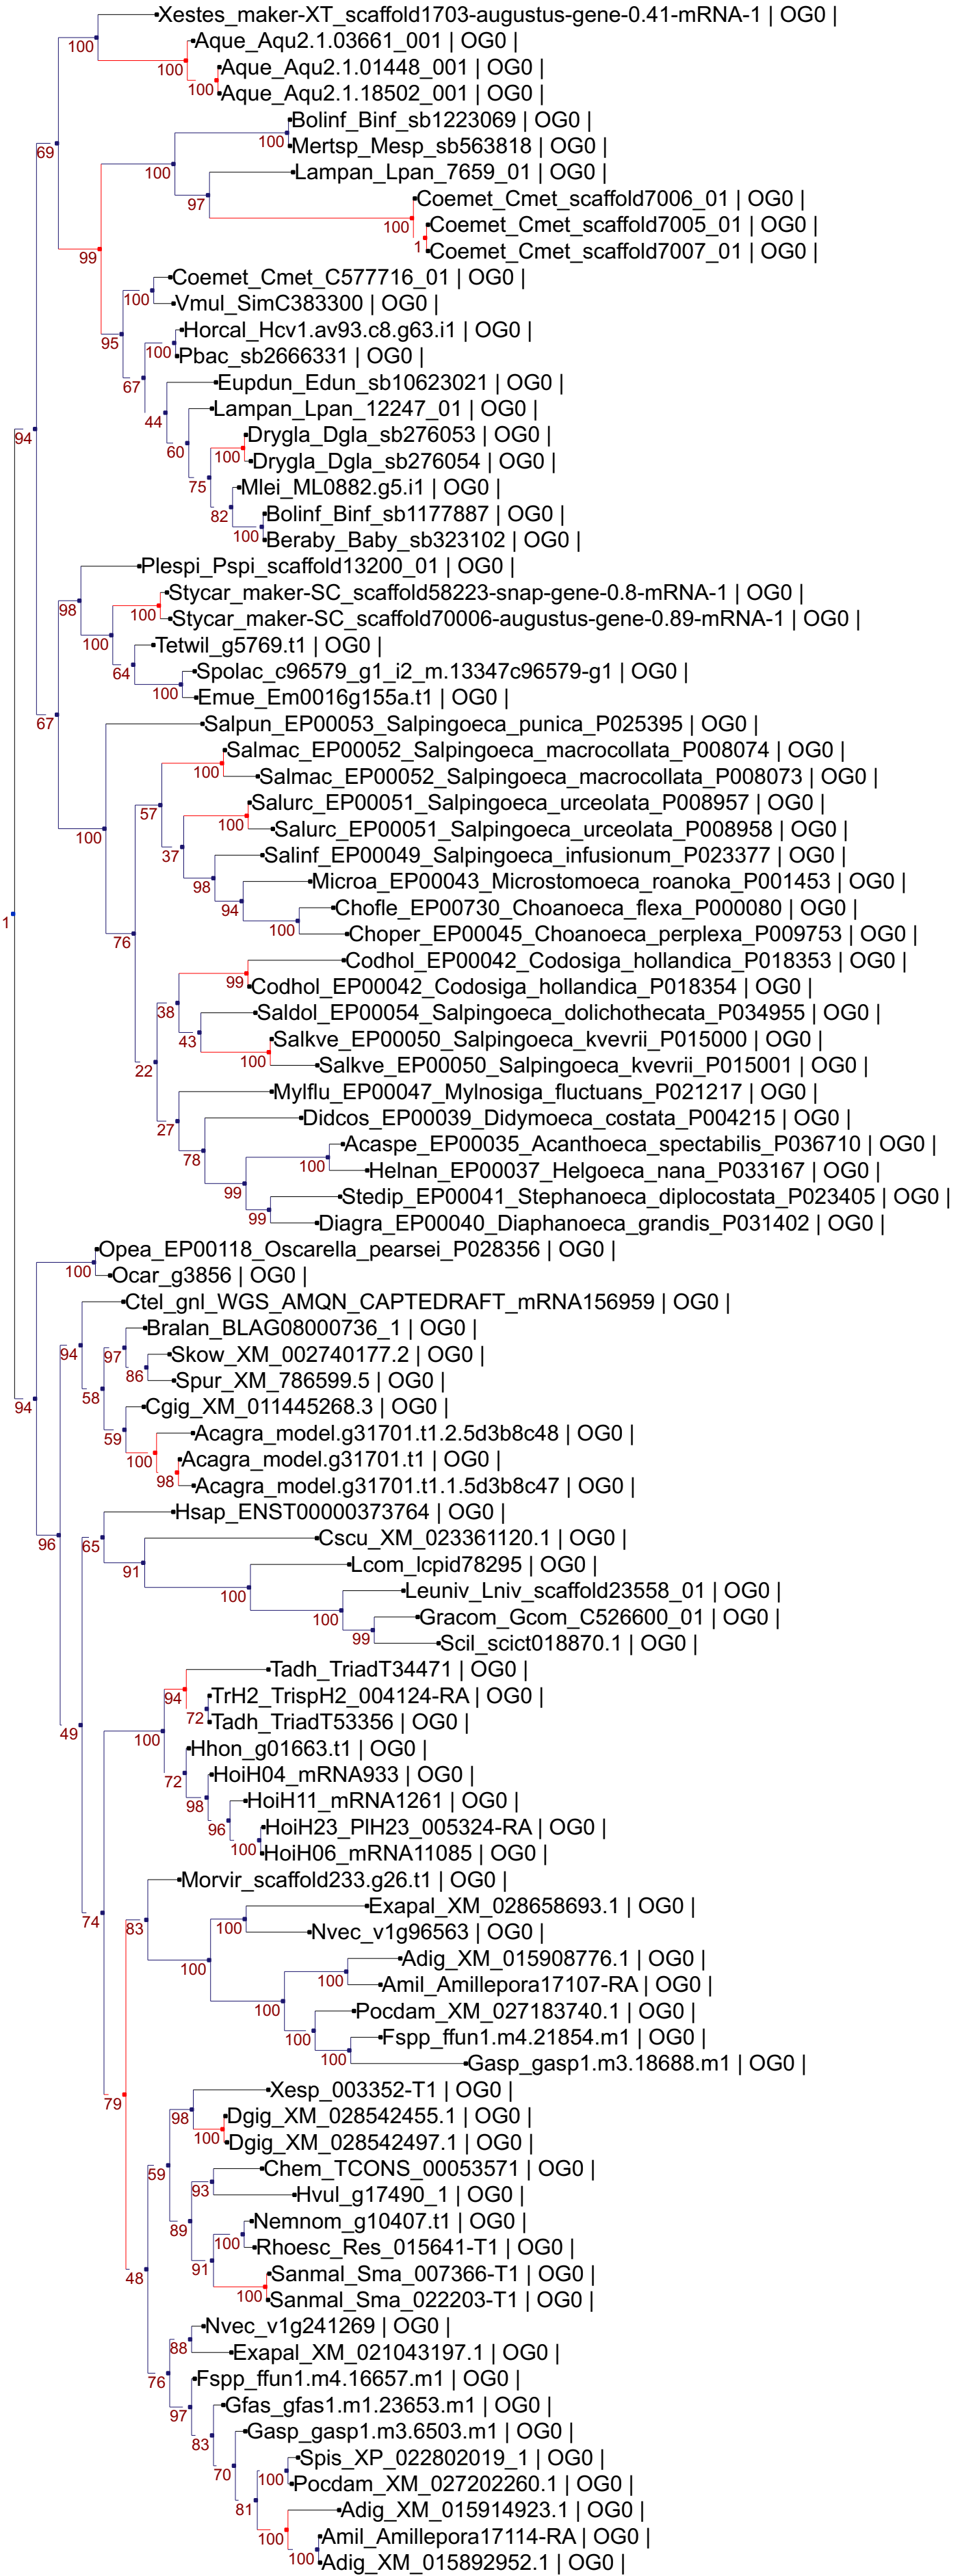 Xestes_maker-XT_scaffold1703-augustus-gene-0.41-mRNA-1 | OG0 |
100
Aque_Aqu2.1.03661_001 | OG0 |
100
Aque_Aqu2.1.01448_001 | OG0 |
100
Aque_Aqu2.1.18502_001 | OG0 |
Bolinf_Binf_sb1223069 | OG0 |
100
Mertsp_Mesp_sb563818 | OG0 |
69
100
Lampan_Lpan_7659_01 | OG0 |
97
Coemet_Cmet_scaffold7006_01 | OG0 |
100
Coemet_Cmet_scaffold7005_01 | OG0 |
1
Coemet_Cmet_scaffold7007_01 | OG0 |
99
Coemet_Cmet_C577716_01 | OG0 |
100
Vmul_SimC383300 | OG0 |
Horcal_Hcv1.av93.c8.g63.i1 | OG0 |
95
100
Pbac_sb2666331 | OG0 |
67
Eupdun_Edun_sb10623021 | OG0 |
Lampan_Lpan_12247_01 | OG0 |
44
Drygla_Dgla_sb276053 | OG0 |
94
60
100
Drygla_Dgla_sb276054 | OG0 |
75
Mlei_ML0882.g5.i1 | OG0 |
82
Bolinf_Binf_sb1177887 | OG0 |
100
Beraby_Baby_sb323102 | OG0 |
Plespi_Pspi_scaffold13200_01 | OG0 |
98
Stycar_maker-SC_scaffold58223-snap-gene-0.8-mRNA-1 | OG0 |
100
Stycar_maker-SC_scaffold70006-augustus-gene-0.89-mRNA-1 | OG0 |
100
Tetwil_g5769.t1 | OG0 |
64
Spolac_c96579_g1_i2_m.13347c96579-g1 | OG0 |
100
Emue_Em0016g155a.t1 | OG0 |
67
Salpun_EP00053_Salpingoeca_punica_P025395 | OG0 |
Salmac_EP00052_Salpingoeca_macrocollata_P008074 | OG0 |
100
Salmac_EP00052_Salpingoeca_macrocollata_P008073 | OG0 |
57
Salurc_EP00051_Salpingoeca_urceolata_P008957 | OG0 |
100
100
Salurc_EP00051_Salpingoeca_urceolata_P008958 | OG0 |
37
Salinf_EP00049_Salpingoeca_infusionum_P023377 | OG0 |
98
Microa_EP00043_Microstomoeca_roanoka_P001453 | OG0 |
94
Chofle_EP00730_Choanoeca_flexa_P000080 | OG0 |
1
100
Choper_EP00045_Choanoeca_perplexa_P009753 | OG0 |
76
Codhol_EP00042_Codosiga_hollandica_P018353 | OG0 |
99
Codhol_EP00042_Codosiga_hollandica_P018354 | OG0 |
38
Saldol_EP00054_Salpingoeca_dolichothecata_P034955 | OG0 |
43
Salkve_EP00050_Salpingoeca_kvevrii_P015000 | OG0 |
100
22
Salkve_EP00050_Salpingoeca_kvevrii_P015001 | OG0 |
Mylflu_EP00047_Mylnosiga_fluctuans_P021217 | OG0 |
27
Didcos_EP00039_Didymoeca_costata_P004215 | OG0 |
78
Acaspe_EP00035_Acanthoeca_spectabilis_P036710 | OG0 |
100
Helnan_EP00037_Helgoeca_nana_P033167 | OG0 |
99
Stedip_EP00041_Stephanoeca_diplocostata_P023405 | OG0 |
99
Diagra_EP00040_Diaphanoeca_grandis_P031402 | OG0 |
Opea_EP00118_Oscarella_pearsei_P028356 | OG0 |
100
Ocar_g3856 | OG0 |
Ctel_gnl_WGS_AMQN_CAPTEDRAFT_mRNA156959 | OG0 |
94
Bralan_BLAG08000736_1 | OG0 |
97
Skow_XM_002740177.2 | OG0 |
86
Spur_XM_786599.5 | OG0 |
58
Cgig_XM_011445268.3 | OG0 |
94
59
Acagra_model.g31701.t1.2.5d3b8c48 | OG0 |
100
Acagra_model.g31701.t1 | OG0 |
98
Acagra_model.g31701.t1.1.5d3b8c47 | OG0 |
Hsap_ENST00000373764 | OG0 |
96
65
Cscu_XM_023361120.1 | OG0 |
91
Lcom_lcpid78295 | OG0 |
100
Leuniv_Lniv_scaffold23558_01 | OG0 |
100
Gracom_Gcom_C526600_01 | OG0 |
99
Scil_scict018870.1 | OG0 |
Tadh_TriadT34471 | OG0 |
94
TrH2_TrispH2_004124-RA | OG0 |
72
Tadh_TriadT53356 | OG0 |
49
100
Hhon_g01663.t1 | OG0 |
72
HoiH04_mRNA933 | OG0 |
98
HoiH11_mRNA1261 | OG0 |
96
HoiH23_PlH23_005324-RA | OG0 |
100
HoiH06_mRNA11085 | OG0 |
Morvir_scaffold233.g26.t1 | OG0 |
74
83
Exapal_XM_028658693.1 | OG0 |
100
Nvec_v1g96563 | OG0 |
100
Adig_XM_015908776.1 | OG0 |
100
Amil_Amillepora17107-RA | OG0 |
100
Pocdam_XM_027183740.1 | OG0 |
100
Fspp_ffun1.m4.21854.m1 | OG0 |
100
Gasp_gasp1.m3.18688.m1 | OG0 |
79
Xesp_003352-T1 | OG0 |
98
Dgig_XM_028542455.1 | OG0 |
100
Dgig_XM_028542497.1 | OG0 |
59
Chem_TCONS_00053571 | OG0 |
93
Hvul_g17490_1 | OG0 |
89
Nemnom_g10407.t1 | OG0 |
100
Rhoesc_Res_015641-T1 | OG0 |
91
48
Sanmal_Sma_007366-T1 | OG0 |
100
Sanmal_Sma_022203-T1 | OG0 |
Nvec_v1g241269 | OG0 |
88
Exapal_XM_021043197.1 | OG0 |
76
Fspp_ffun1.m4.16657.m1 | OG0 |
97
Gfas_gfas1.m1.23653.m1 | OG0 |
83
Gasp_gasp1.m3.6503.m1 | OG0 |
70
Spis_XP_022802019_1 | OG0 |
100
Pocdam_XM_027202260.1 | OG0 |
81
Adig_XM_015914923.1 | OG0 |
100
Amil_Amillepora17114-RA | OG0 |
100
Adig_XM_015892952.1 | OG0 |